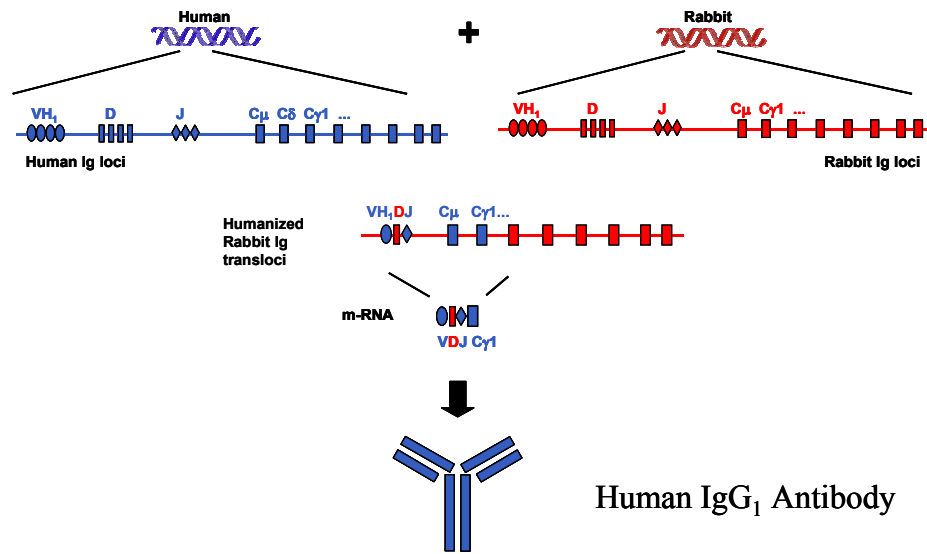 Human
+
Rabbit
VH₁ D J Cμ Cδ Cγ1 ...
VH₁ D J Cμ Cγ1 ...
Human Ig loci
Rabbit Ig loci
VH₁DJ Cμ Cγ1...
Humanized
Rabbit Ig
transloci
m-RNA
VDJ Cγ1
Human IgG₁ Antibody